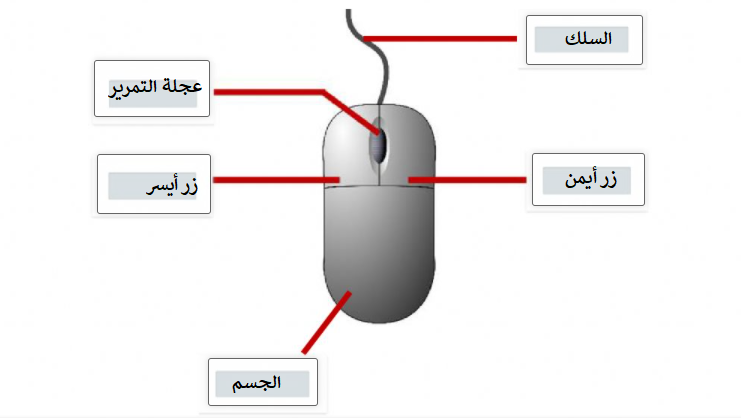 السلك
عجلة التمرير
زر أيمن
زر أيسر
الجسم